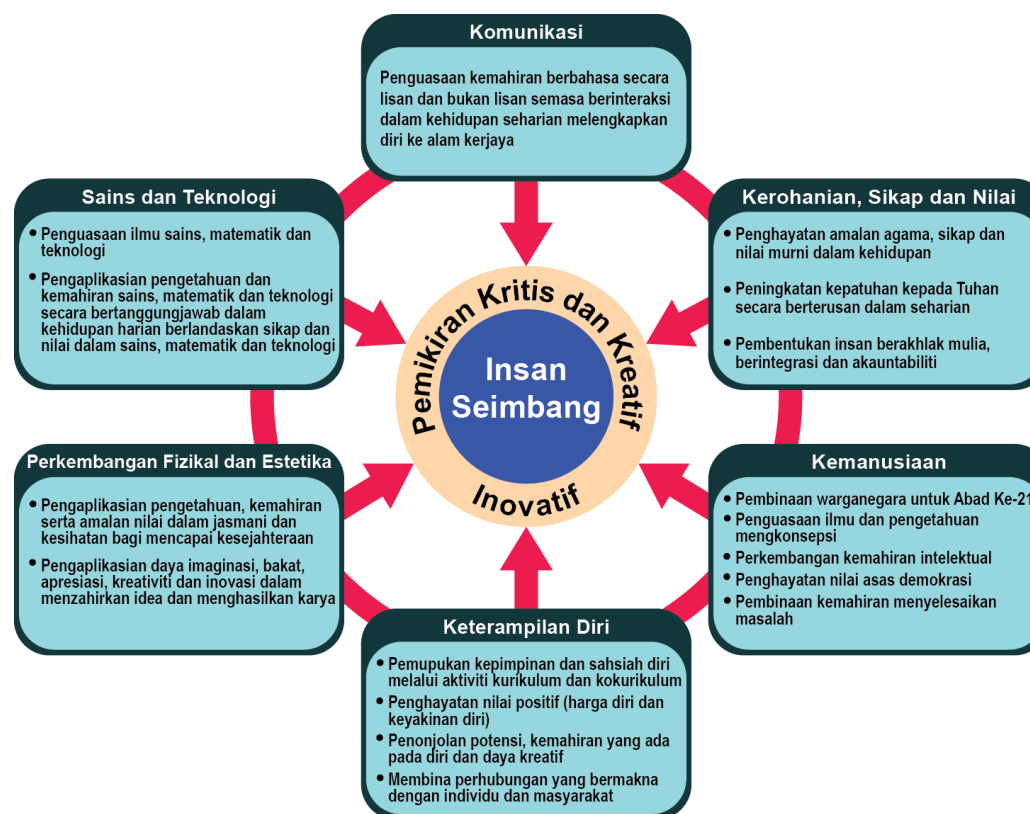 Komunikasi
Penguasaan kemahiran berbahasa secara
lisan dan bukan lisan semasa berinteraksi
dalam kehidupan seharian melengkapkan
diri ke alam kerjaya
Sains dan Teknologi
• Penguasaan ilmu sains, matematik dan
teknologi
• Pengaplikasian pengetahuan dan
kemahiran sains, matematik dan teknologi
secara bertanggungjawab dalam
kehidupan harian berlandaskan sikap dan
nilai dalam sains, matematik dan teknologi
Kerohanian, Sikap dan Nilai
• Penghayatan amalan agama, sikap dan
nilai murni dalam kehidupan
• Peningkatan kepatuhan kepada Tuhan
secara berterusan dalam seharian
• Pembentukan insan berakhlak mulia,
berintegrasi dan akauntabiliti
Pemikiran Kritis dan Kreatif
Insan
Seimbang
Inovatif
Perkembangan Fizikal dan Estetika
• Pengaplikasian pengetahuan, kemahiran
serta amalan nilai dalam jasmani dan
kesihatan bagi mencapai kesejahteraan
• Pengaplikasian daya imaginasi, bakat,
apresiasi, kreativiti dan inovasi dalam
menzahirkan idea dan menghasilkan karya
Kemanusiaan
• Pembinaan warganegara untuk Abad Ke-21
• Penguasaan ilmu dan pengetahuan
mengkonsepsi
• Perkembangan kemahiran intelektual
• Penghayatan nilai asas demokrasi
• Pembinaan kemahiran menyelesaikan
masalah
Keterampilan Diri
• Pemupukan kepimpinan dan sahsiah diri
melalui aktiviti kurikulum dan kokurikulum
• Penghayatan nilai positif (harga diri dan
keyakinan diri)
• Penonjolan potensi, kemahiran yang ada
pada diri dan daya kreatif
• Membina perhubungan yang bermakna
dengan individu dan masyarakat